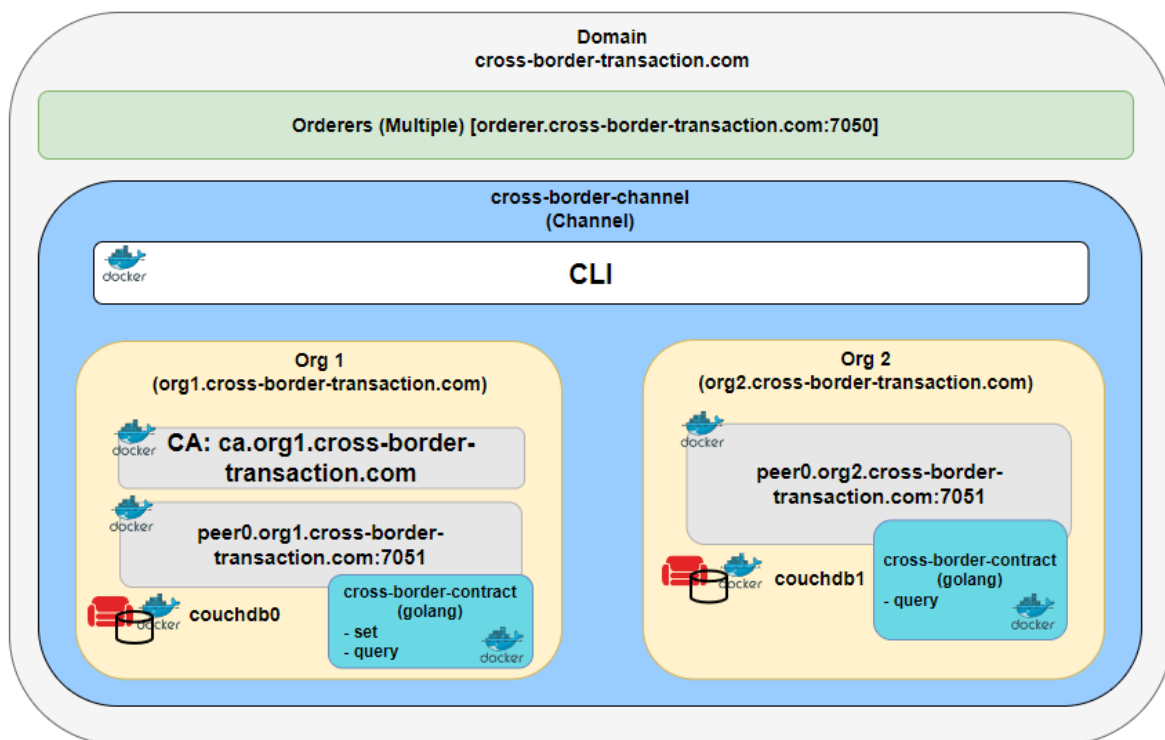 Domain
cross-border-transaction.com
Orderers (Multiple) [orderer.cross-border-transaction.com:7050]
cross-border-channel
(Channel)
docker
CLI
Org 1
(org1.cross-border-transaction.com)
docker
CA: ca.org1.cross-border-
transaction.com
docker
peer0.org1.cross-border-
transaction.com:7051
docker
couchdb0
cross-border-contract
(golang)
- set
- query
docker
Org 2
(org2.cross-border-transaction.com)
docker
peer0.org2.cross-border-
transaction.com:7051
docker
couchdb1
cross-border-contract
(golang)
- query
docker